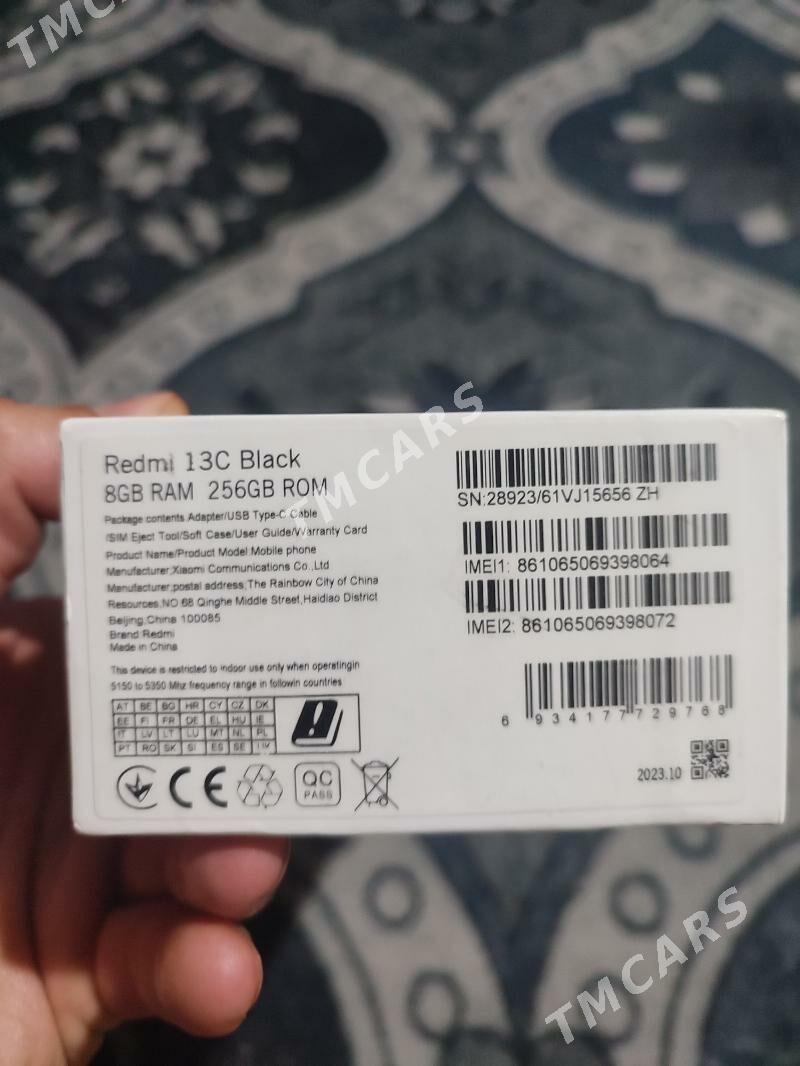 TMCARS
Redmi 13C Black
8GB RAM 256GB ROM
Package contents Adapter/USB Type-C Cable
/SIM Eject Tool/Soft Case/User Guide/Warranty Card
Product Name/Product Model:Mobile phone
Manufacturer:Xiaomi Communications Co.,Ltd
Manufacturer,postal address,The Rainbow City of China
Resources,NO 68 Qinghe Middle Street,Haidiao District
Beijing,China 100085
Brand:Redmi
Made in China
This device is restricted to indoor use only when operatingin
5150 to 5350 Mhz frequency range in followin countries
AT BE BG HR CY CZ DK
EE FI FR DE EL HU IE
IT LV LT LU MT NL PL
PT RO SK SI ES SE
CE
QC
PASS
SN:28923/61VJ15656 ZH
IMEI1: 861065069398064
IMEI2: 861065069398072
6 934177729768
2023.10
TMCARS
TMCARS